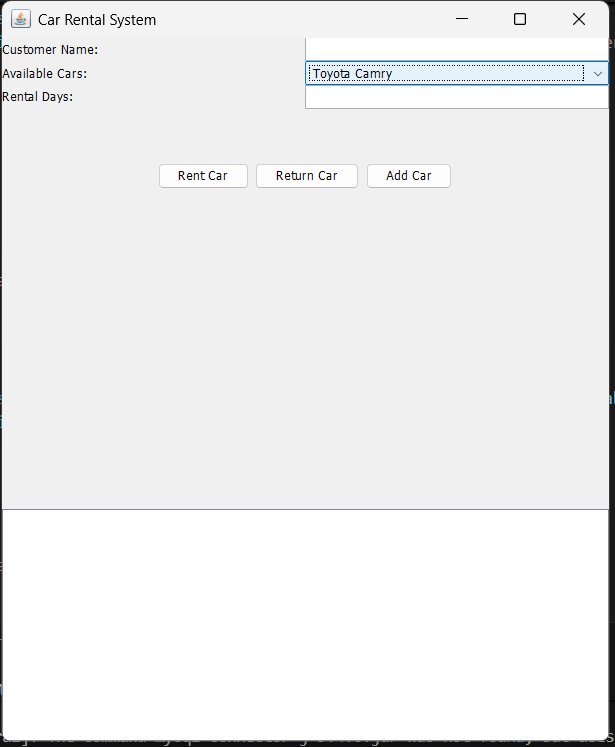 Car Rental System
Customer Name:
Available Cars: Toyota Camry
Rental Days:
Rent Car Return Car Add Car